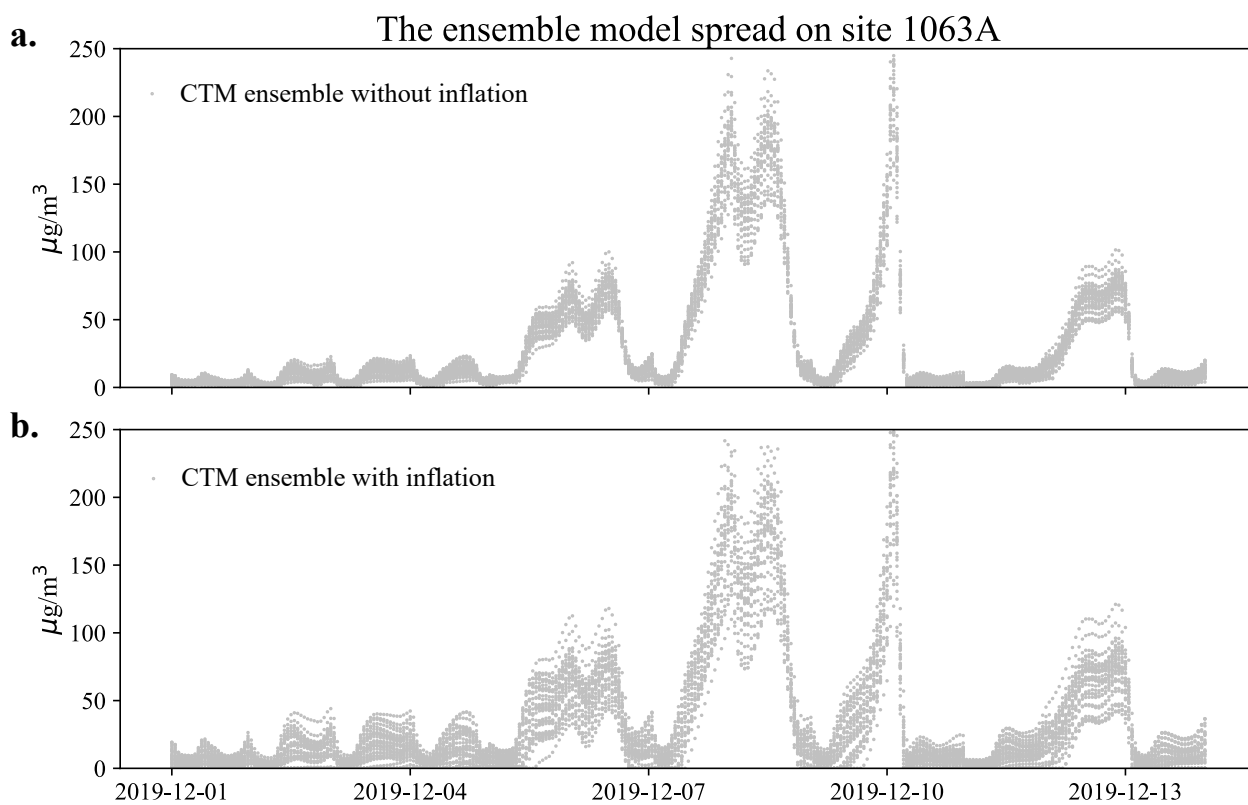 a.
The ensemble model spread on site 1063A
250
CTM ensemble without inflation
200
150
μg/m³
100
50
0
b.
250
CTM ensemble with inflation
200
150
μg/m³
100
50
0
2019-12-01 2019-12-04 2019-12-07 2019-12-10 2019-12-13